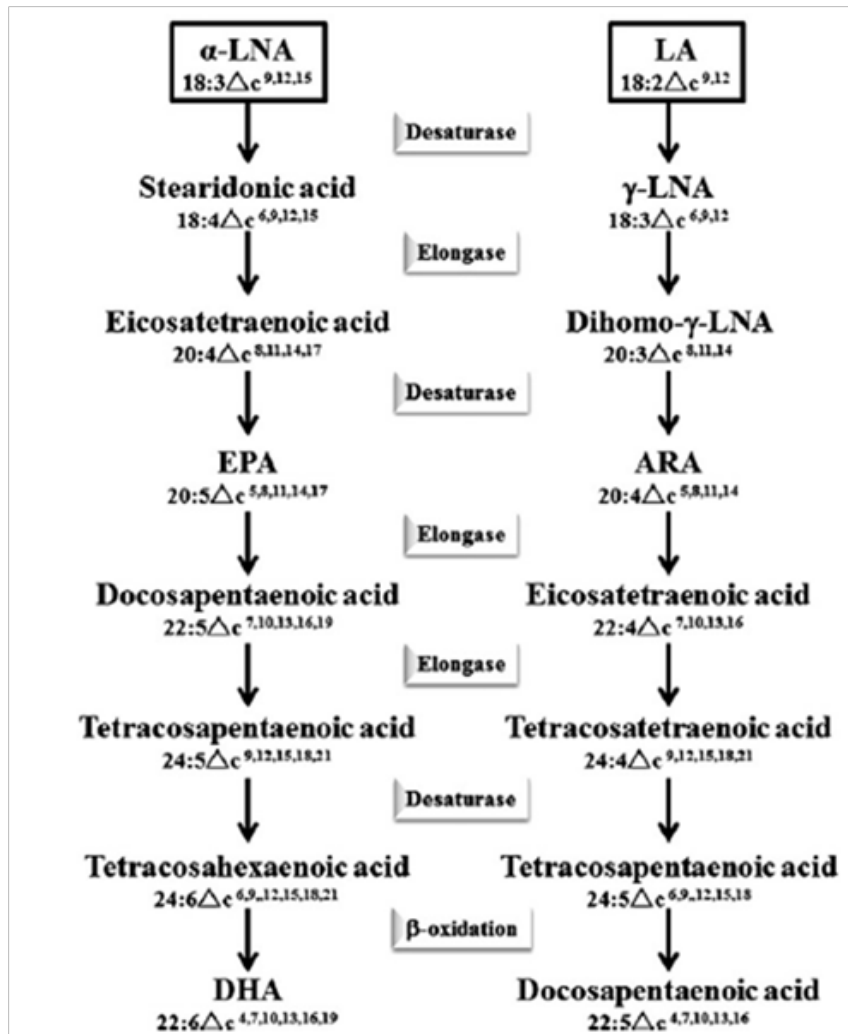 α-LNA
18:3△c 9,12,15
LA
18:2△c 9,12
Desaturase
Stearidonic acid
18:4△c 6,9,12,15
γ-LNA
18:3△c 6,9,12
Elongase
Eicosatetraenoic acid
20:4△c 8,11,14,17
Dihomo-γ-LNA
20:3△c 8,11,14
Desaturase
EPA
20:5△c 5,8,11,14,17
ARA
20:4△c 5,8,11,14
Elongase
Docosapentaenoic acid
22:5△c 7,10,13,16,19
Eicosatetraenoic acid
22:4△c 7,10,13,16
Elongase
Tetracosapentaenoic acid
24:5△c 9,12,15,18,21
Tetracosatetraenoic acid
24:4△c 9,12,15,18,21
Desaturase
Tetracosahexaenoic acid
24:6△c 6,9,,12,15,18,21
Tetracosapentaenoic acid
24:5△c 6,9,,12,15,18
β-oxidation
DHA
22:6△c 4,7,10,13,16,19
Docosapentaenoic acid
22:5△c 4,7,10,13,16